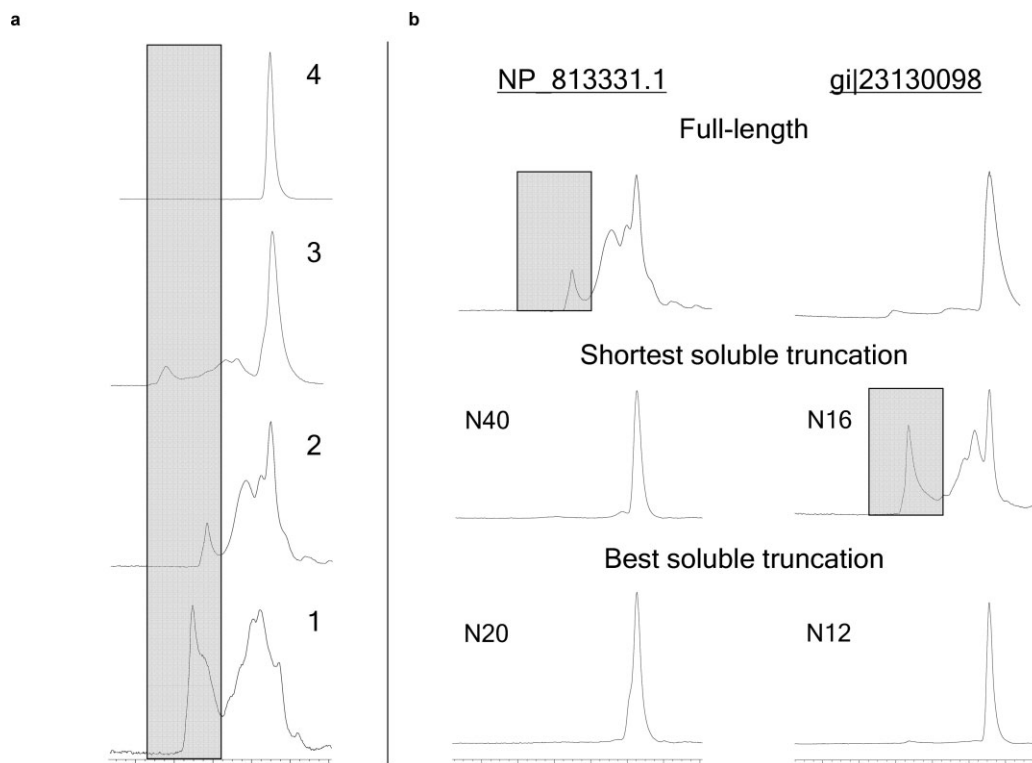 a
4
3
2
1
b
NP_813331.1
gi|23130098
Full-length
Shortest soluble truncation
N40
N16
Best soluble truncation
N20
N12